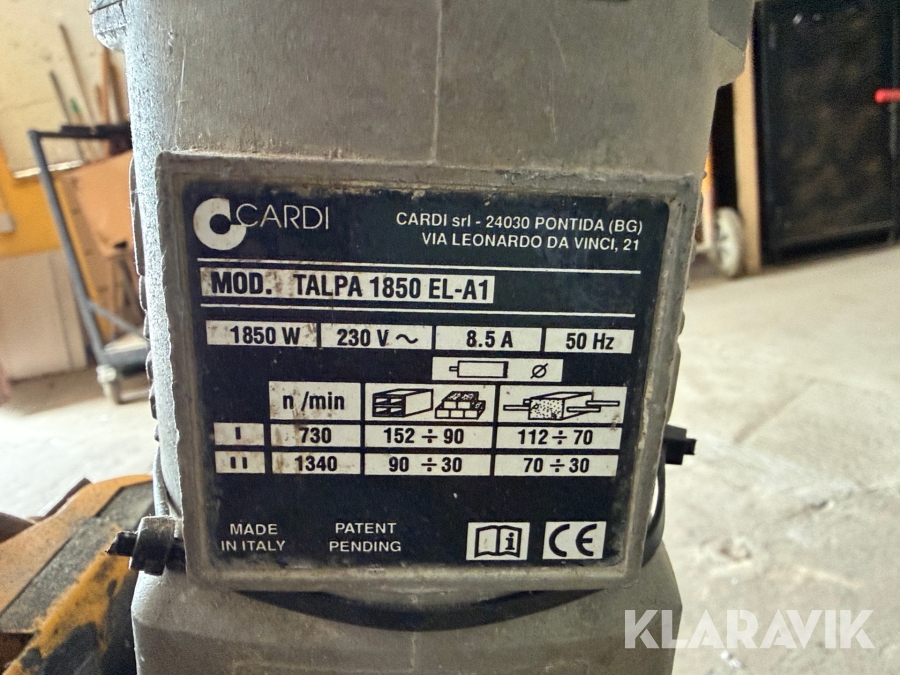 CARDI
CARDI srl - 24030 PONTIDA (BG)
VIA LEONARDO DA VINCI, 21
MOD. TALPA 1850 EL-A1
1850 W 230 V ~ 8.5 A 50 Hz
Ø
n°/min
I 730 152 ÷ 90 112 ÷ 70
II 1340 90 ÷ 30 70 ÷ 30
MADE IN ITALY
PATENT PENDING
i
CE
KLARAVIK